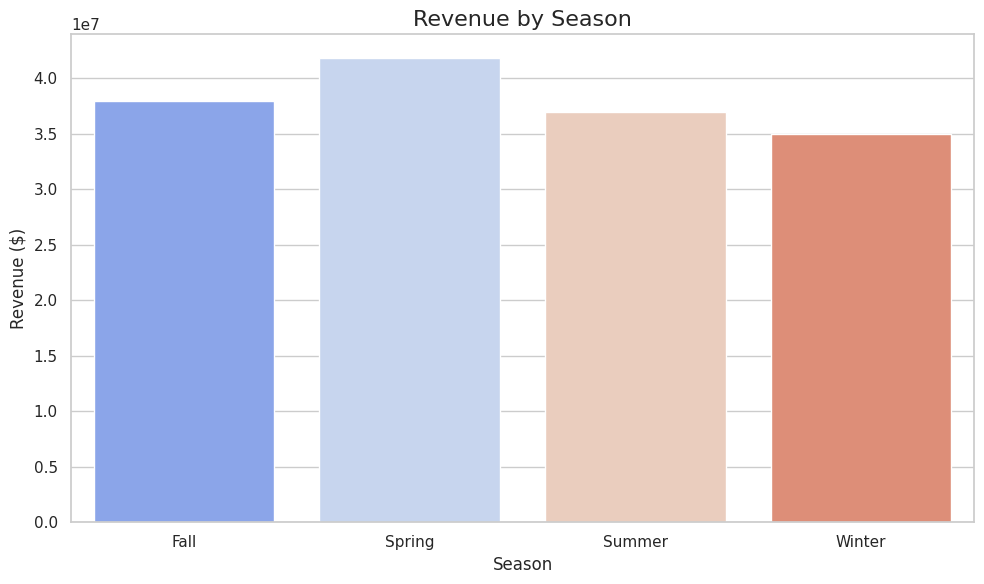 Revenue by Season
1e7
4.0
3.5
3.0
2.5
2.0
1.5
1.0
0.5
0.0
Revenue ($)
Fall Spring Summer Winter
Season